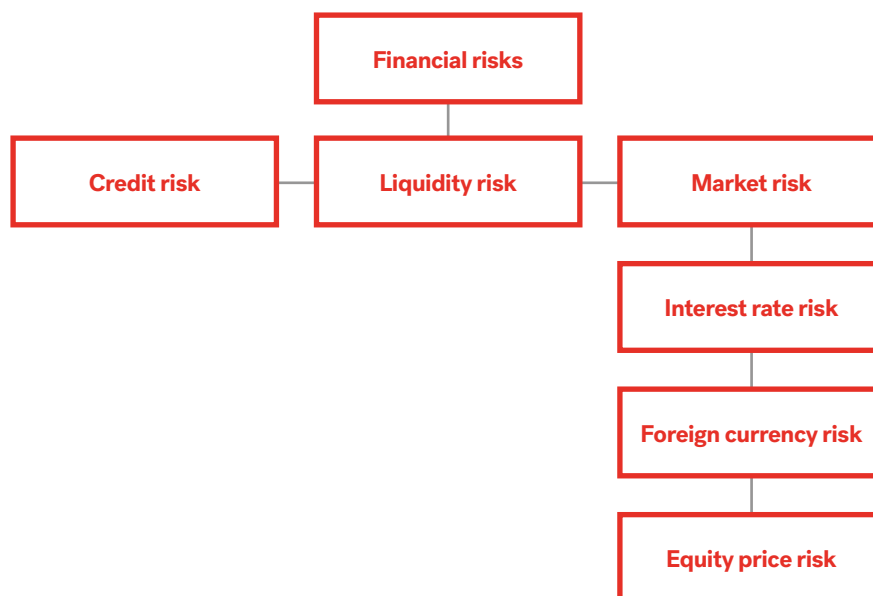 Financial risks
Credit risk
Liquidity risk
Market risk
Interest rate risk
Foreign currency risk
Equity price risk